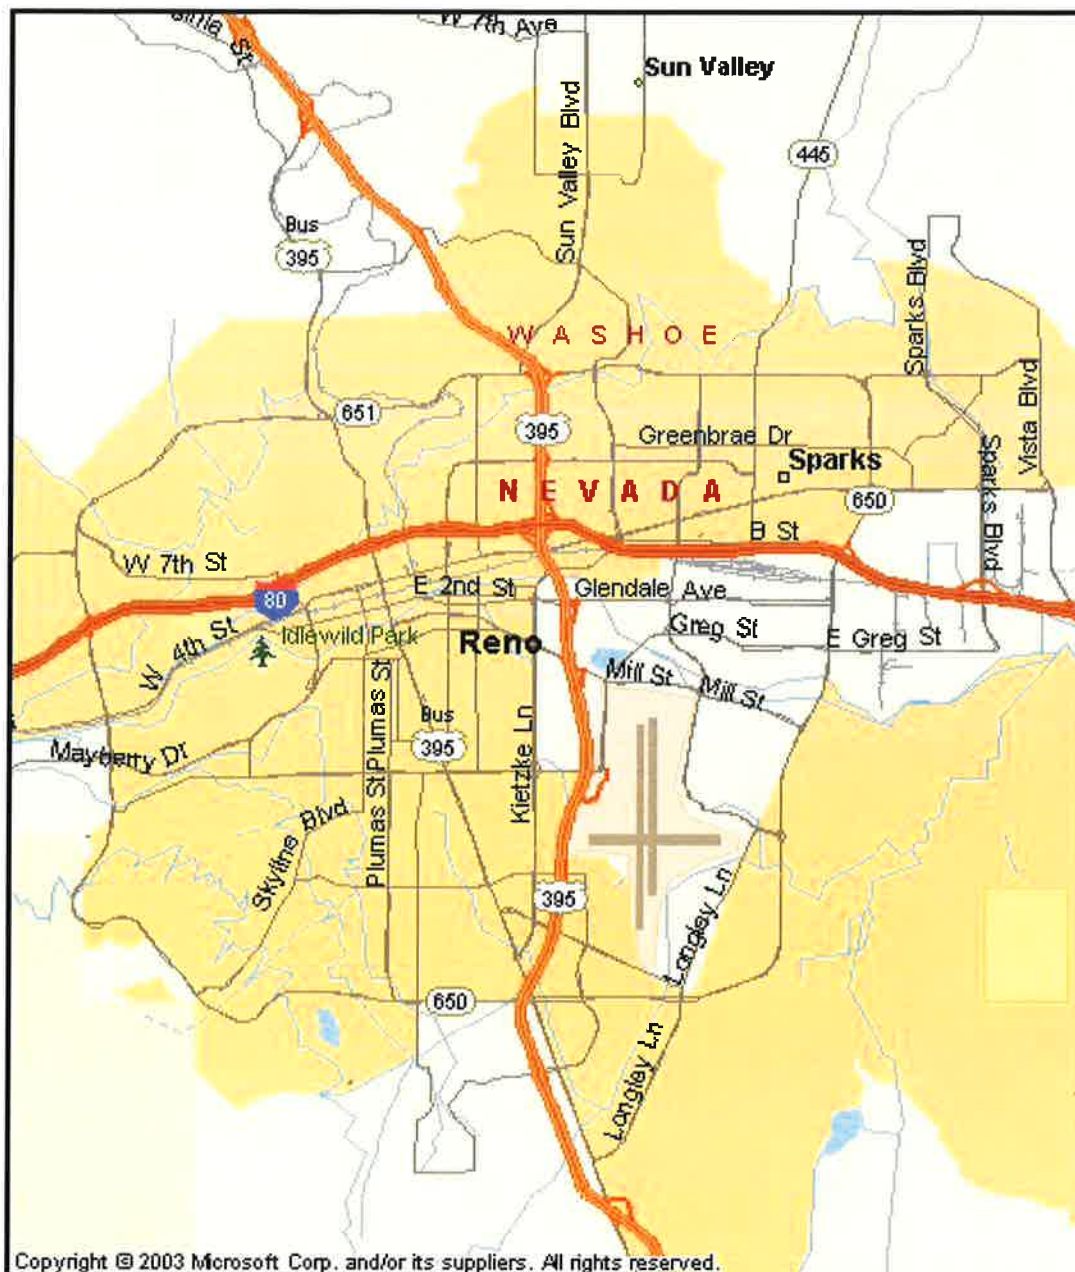 W 7th Ave
Sun Valley
Sun Valley Blvd
445
Bus
395
Sparks Blvd
WASHOE
Vista Blvd
651
395
Greenbrae Dr
Sparks
Sparks Blvd
NEVADA
650
B St
W 7th St
80
E 2nd St
Glendale Ave
W 4th St
Idlewild Park
Reno
Greg St
E Greg St
Mill St
Mill St
Plumas St
Bus
395
Kietzke Ln
Mayberry Dr
Plumas St
Skyline Blvd
395
Longley Ln
650
Longley Ln
Copyright © 2003 Microsoft Corp. and/or its suppliers. All rights reserved.